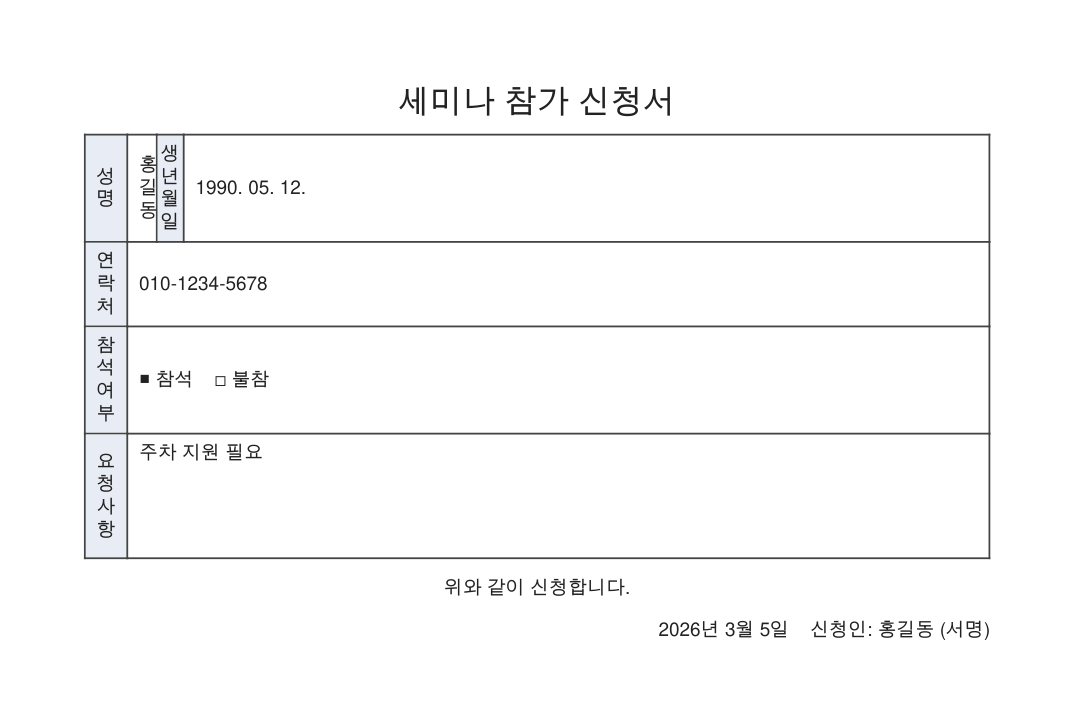 세미나 참가 신청서
성명 홍길동 생년월일 1990. 05. 12.
연락처 010-1234-5678
참석여부 ■ 참석 □ 불참
요청사항 주차 지원 필요
위와 같이 신청합니다.
2026년 3월 5일 신청인: 홍길동 (서명)